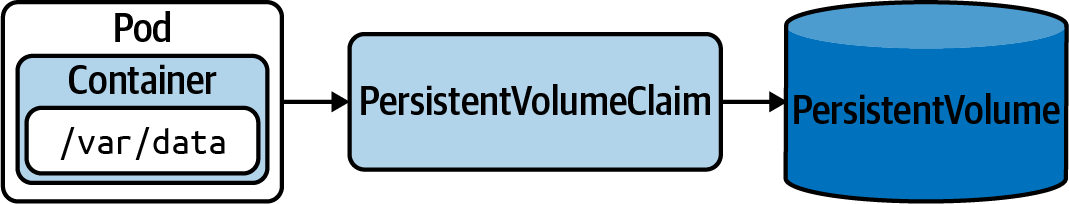 Pod
Container
/var/data
PersistentVolumeClaim
PersistentVolume